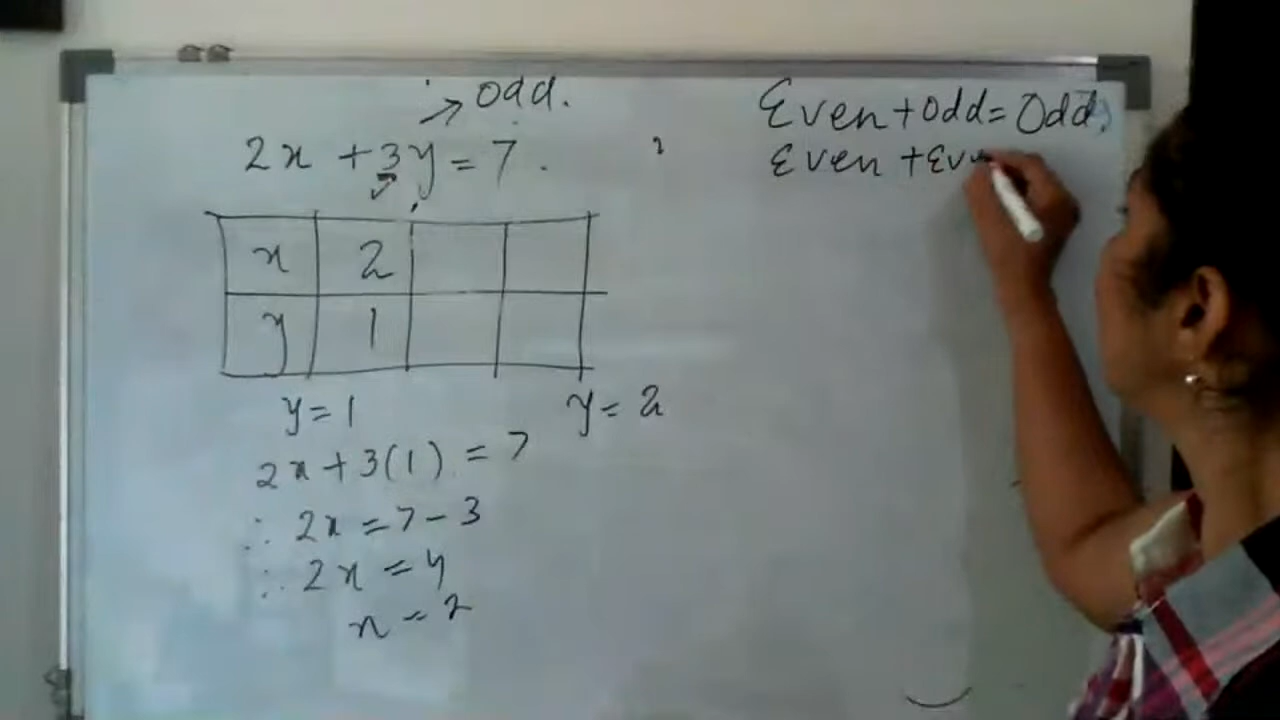 → Odd.
2x + 3y = 7.
x 2
y 1
y = 1
2x + 3(1) = 7
∴ 2x = 7 - 3
∴ 2x = 4
x = 2
y = 2
Even + Odd = Odd,
Even + Eve